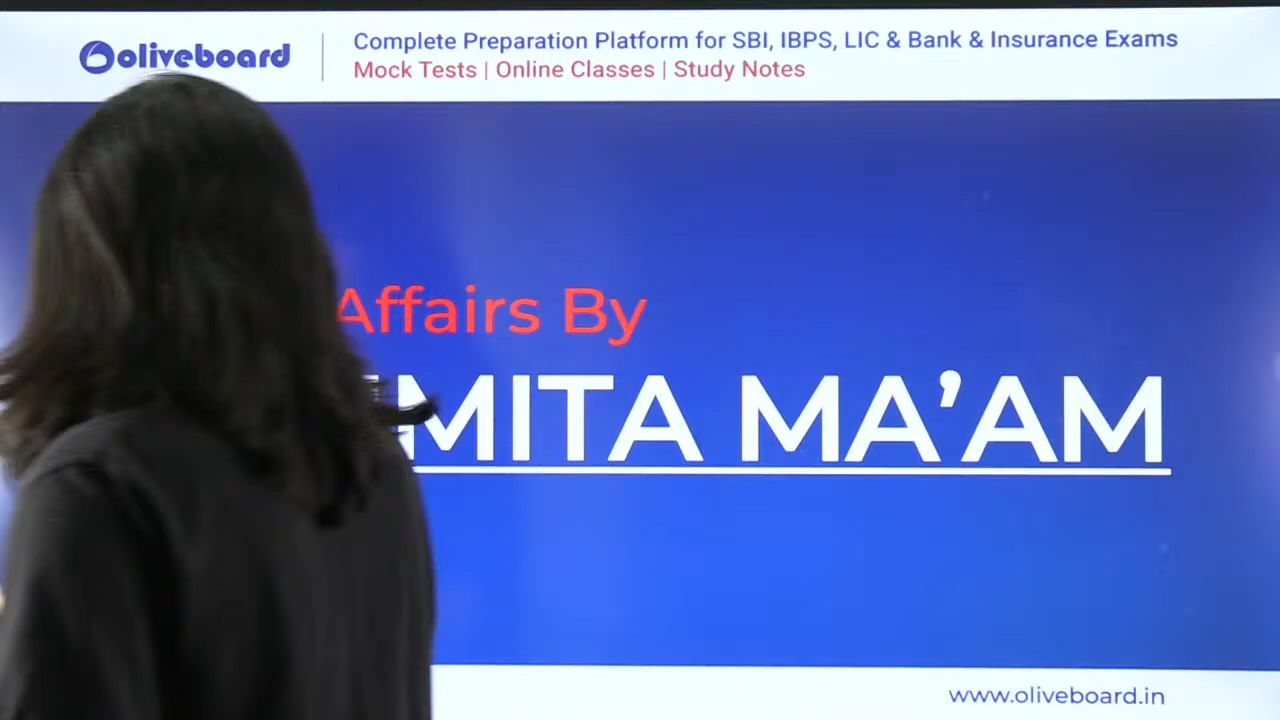 oliveboard
Complete Preparation Platform for SBI, IBPS, LIC & Bank & Insurance Exams
Mock Tests | Online Classes | Study Notes
Affairs By
MITA MA’AM
www.oliveboard.in